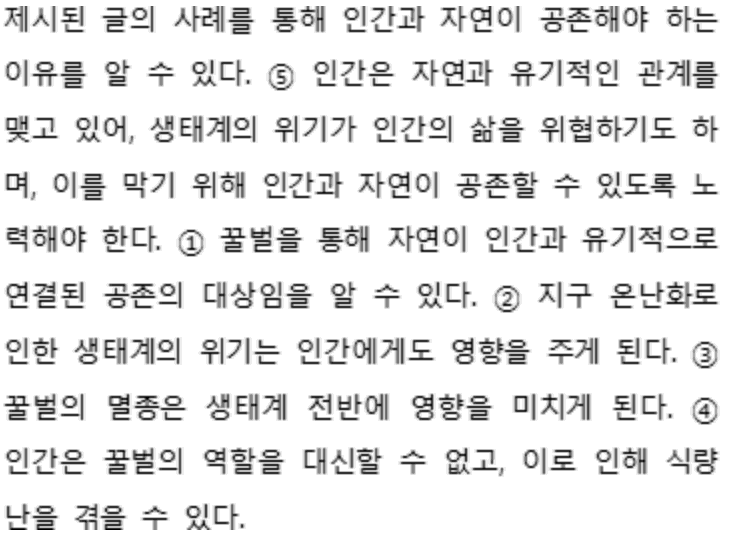 제시된 글의 사례를 통해 인간과 자연이 공존해야 하는
이유를 알 수 있다. ⑤ 인간은 자연과 유기적인 관계를
맺고 있어, 생태계의 위기가 인간의 삶을 위협하기도 하
며, 이를 막기 위해 인간과 자연이 공존할 수 있도록 노
력해야 한다. ① 꿀벌을 통해 자연이 인간과 유기적으로
연결된 공존의 대상임을 알 수 있다. ② 지구 온난화로
인한 생태계의 위기는 인간에게도 영향을 주게 된다. ③
꿀벌의 멸종은 생태계 전반에 영향을 미치게 된다. ④
인간은 꿀벌의 역할을 대신할 수 없고, 이로 인해 식량
난을 겪을 수 있다.